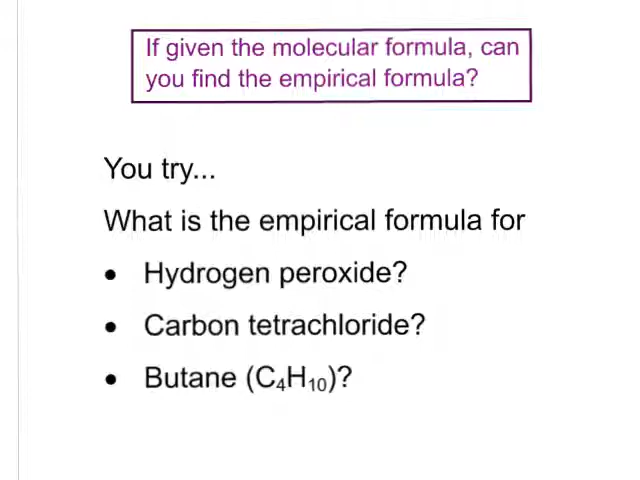 If given the molecular formula, can
you find the empirical formula?
You try...
What is the empirical formula for
• Hydrogen peroxide?
• Carbon tetrachloride?
• Butane (C₄H₁₀)?